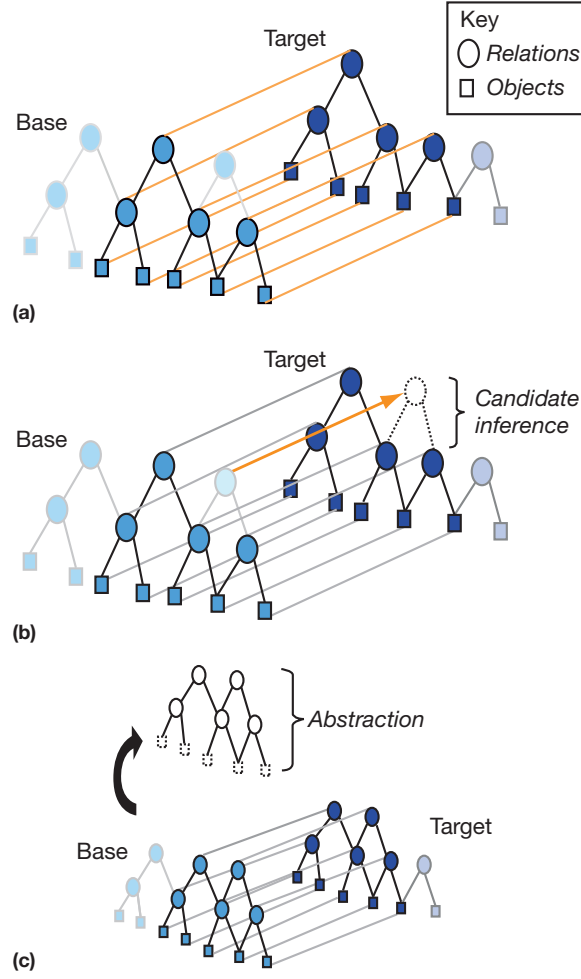 Key
Relations
Objects
Target
Base
(a)
Target
Candidate
inference
Base
(b)
Abstraction
Base
Target
(c)